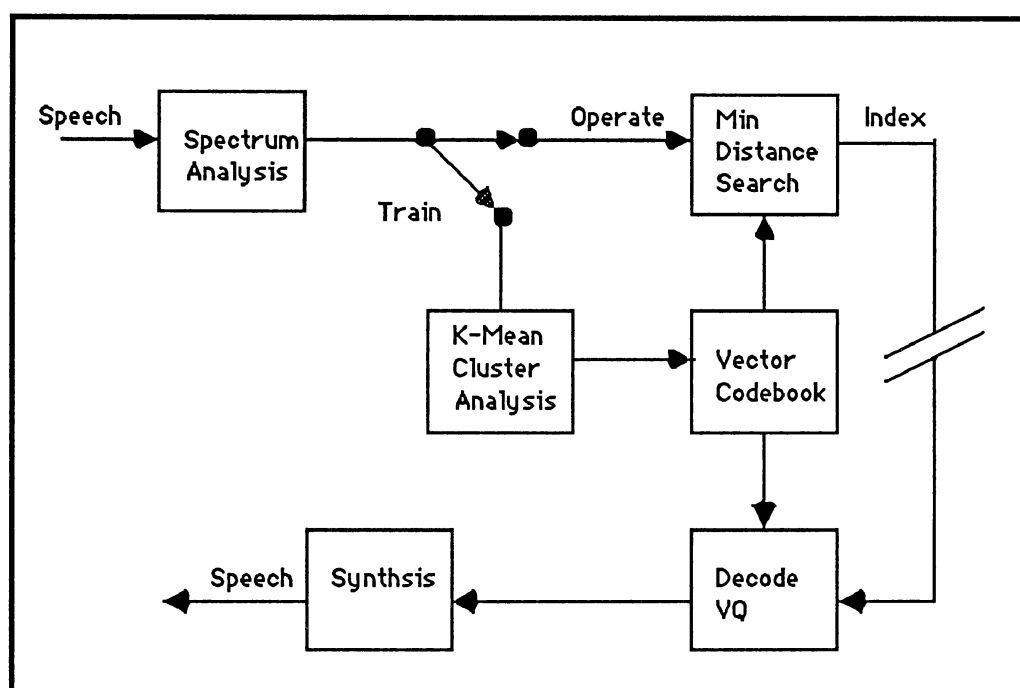 Speech
Spectrum
Analysis
Operate
Min
Distance
Search
Index
Train
K-Mean
Cluster
Analysis
Vector
Codebook
Speech
Synthsis
Decode
VQ